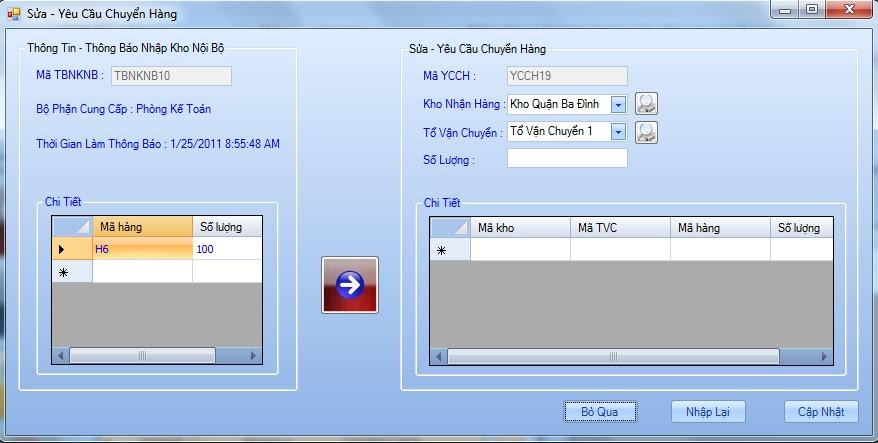 Sửa - Yêu Cầu Chuyển Hàng
Thông Tin - Thông Báo Nhập Kho Nội Bộ
Mã TBNKNB : TBNKNB10
Bộ Phận Cung Cấp : Phòng Kế Toán
Thời Gian Làm Thông Báo : 1/25/2011 8:55:48 AM
Chi Tiết
Mã hàng Số lượng
H6 100
Sửa - Yêu Cầu Chuyển Hàng
Mã YCCH : YCCH19
Kho Nhận Hàng : Kho Quận Ba Đình
Tổ Vận Chuyển : Tổ Vận Chuyển 1
Số Lượng :
Chi Tiết
Mã kho Mã TVC Mã hàng Số lượng
Bỏ Qua Nhập Lại Cập Nhật